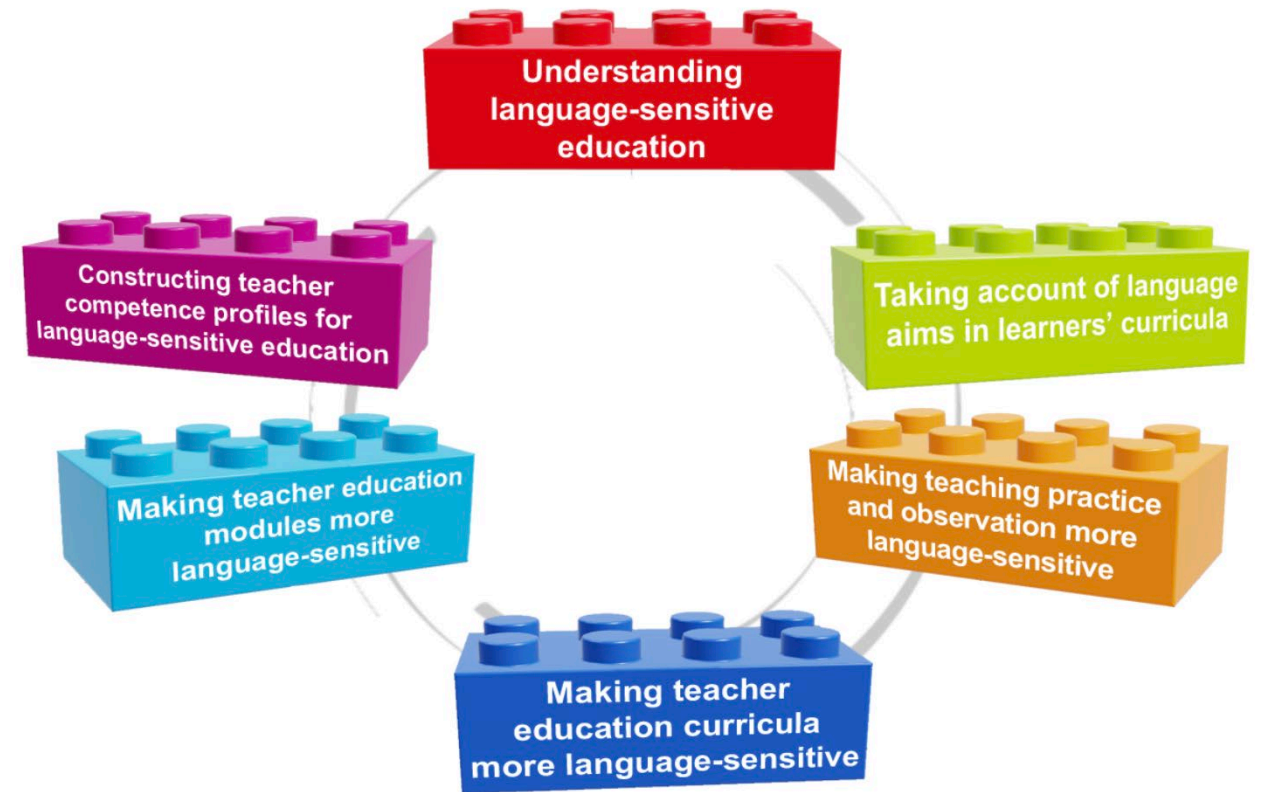 Understanding
language-sensitive
education
Constructing teacher
competence profiles for
language-sensitive education
Taking account of language
aims in learners’ curricula
Making teacher education
modules more
language-sensitive
Making teaching practice
and observation more
language-sensitive
Making teacher
education curricula
more language-sensitive